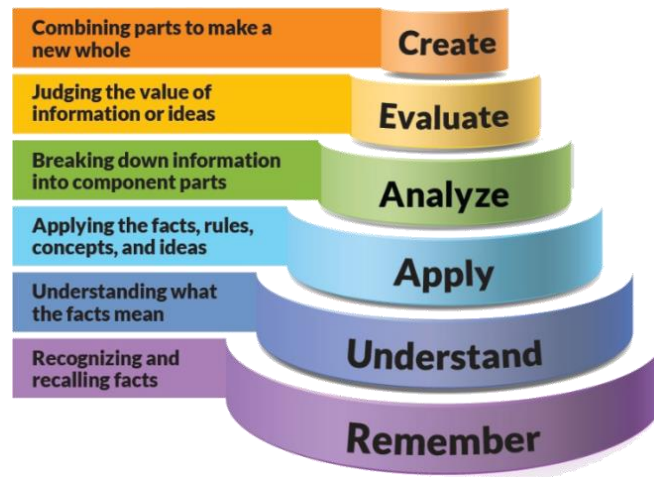 Combining parts to make a
new whole
Create
Judging the value of
information or ideas
Evaluate
Breaking down information
into component parts
Analyze
Applying the facts, rules,
concepts, and ideas
Apply
Understanding what
the facts mean
Understand
Recognizing and
recalling facts
Remember